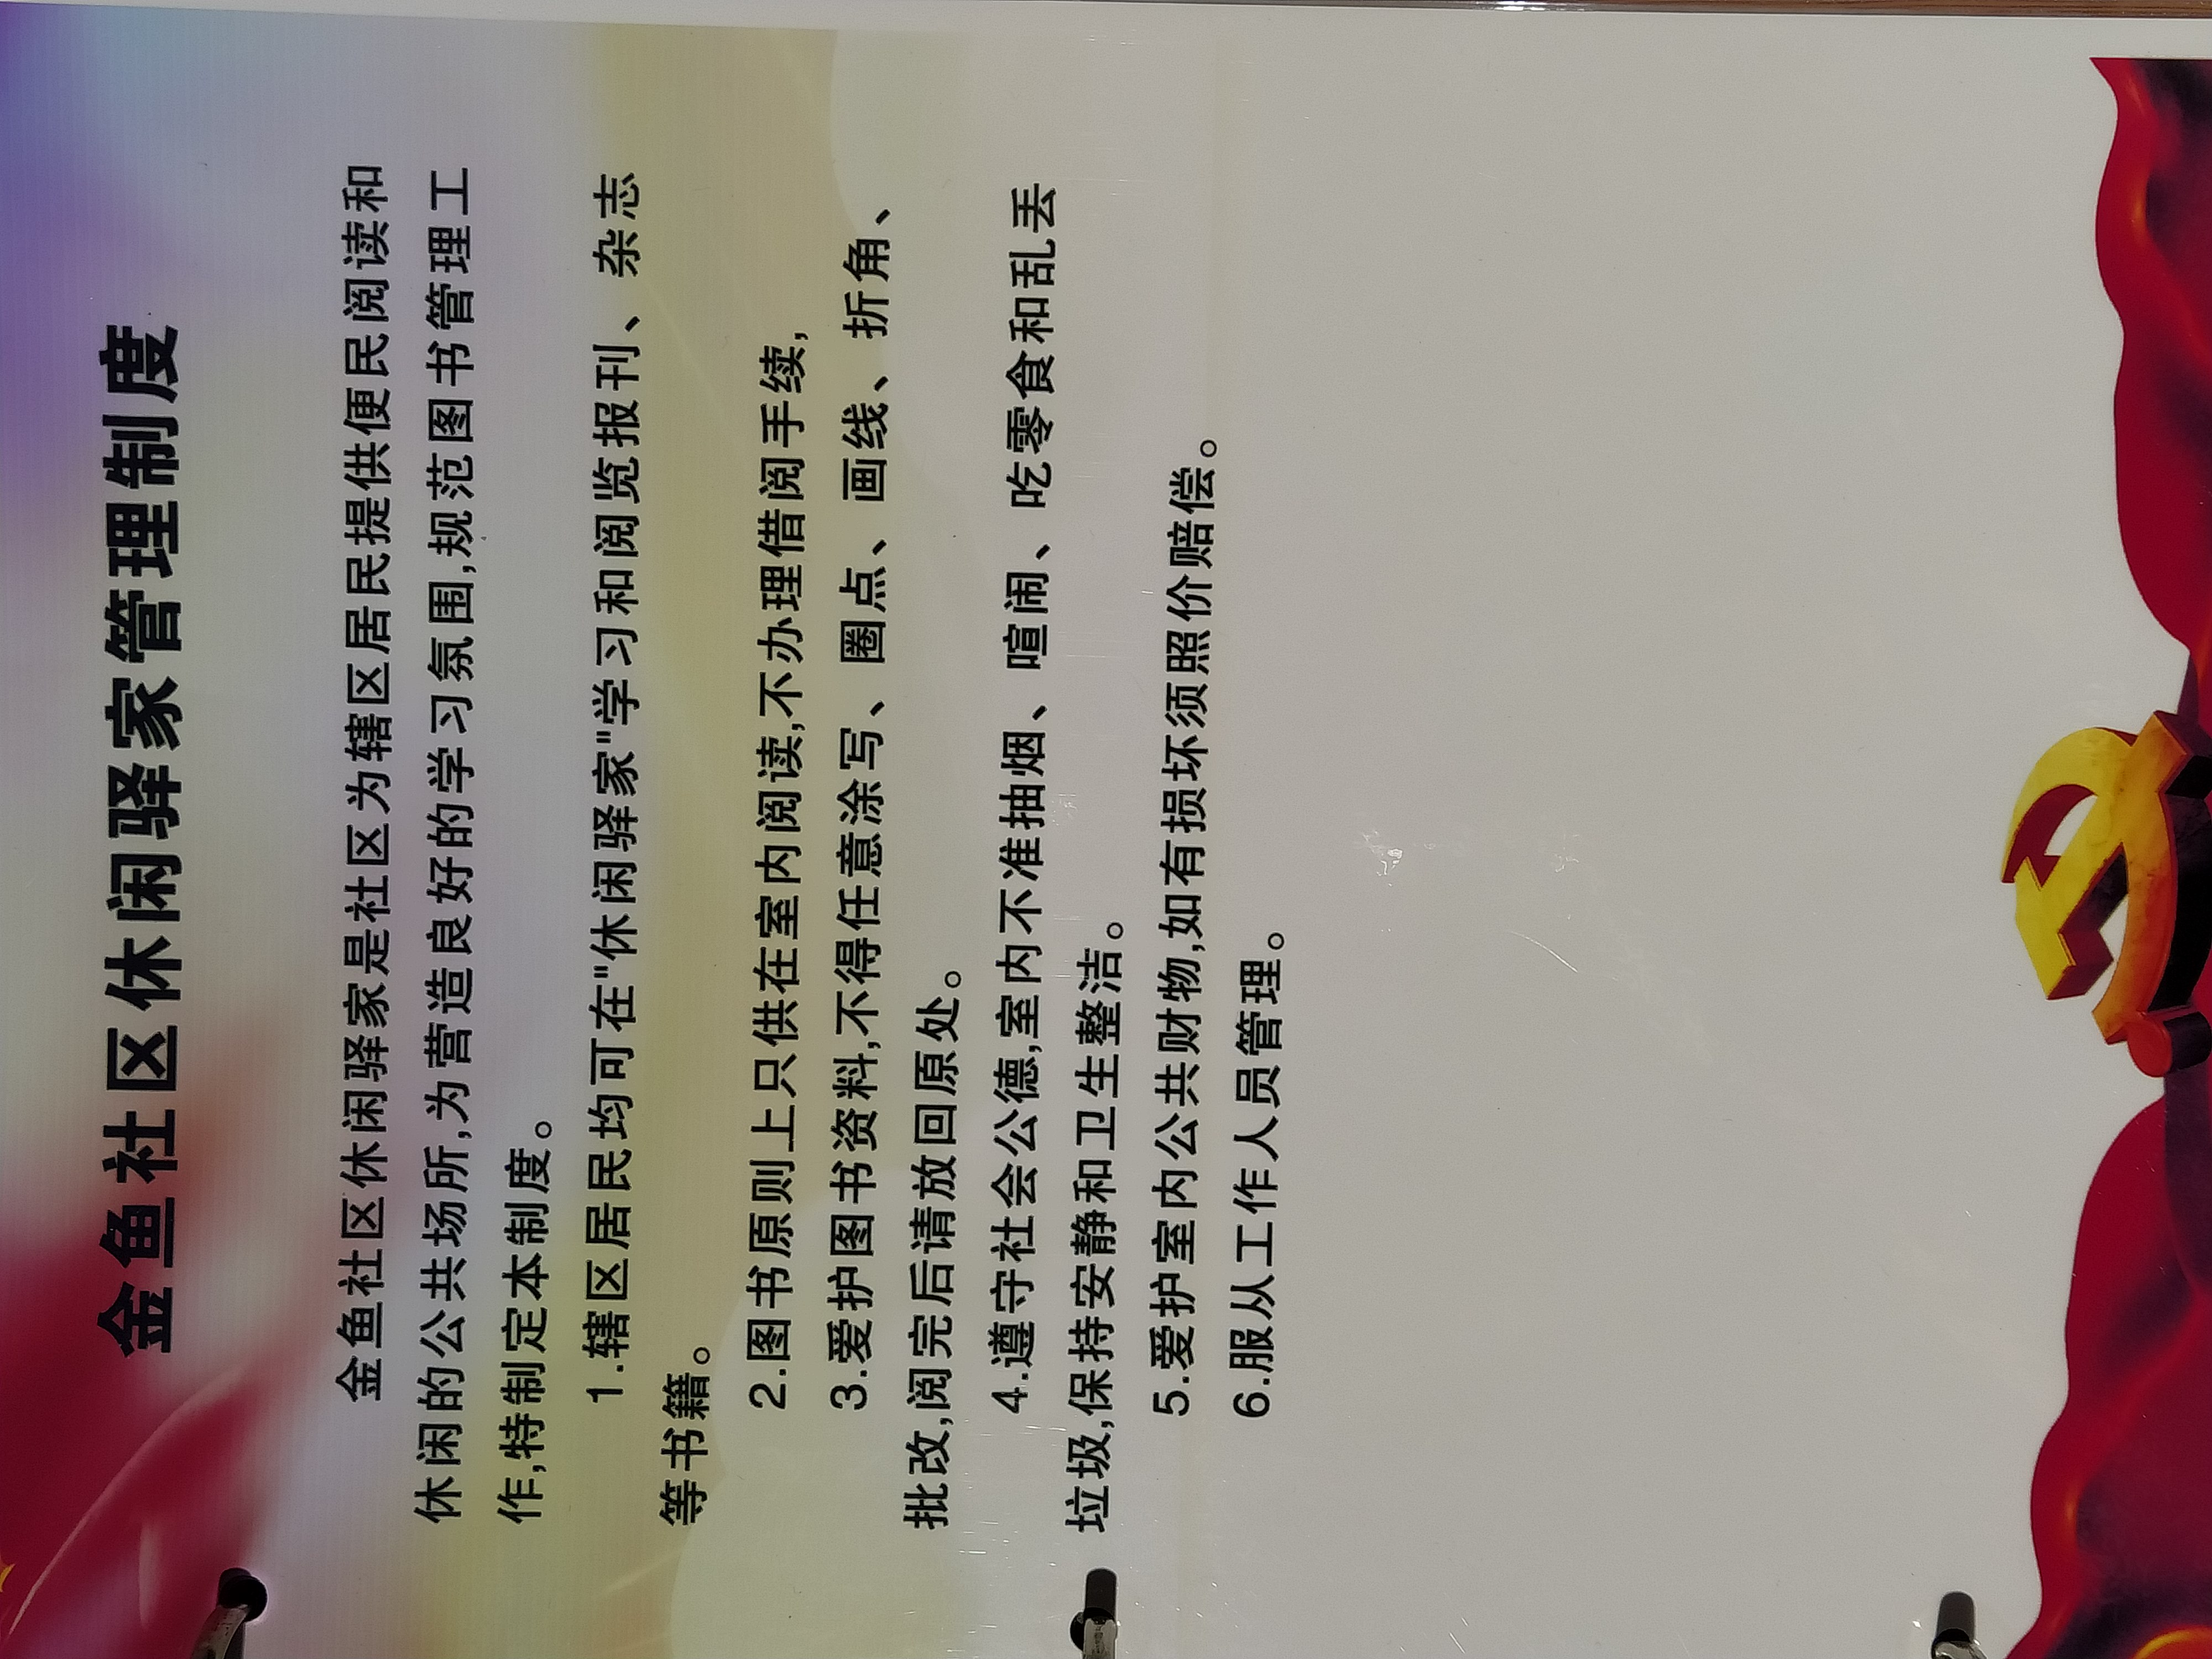 金鱼社区休闲驿家管理制度
金鱼社区休闲驿家是社区为辖区居民提供便民阅读和
休闲的公共场所,为营造良好的学习氛围,规范图书管理工
作,特制定本制度。
1.辖区居民均可在"休闲驿家"学习和阅览报刊、杂志
等书籍。
2.图书原则上只供在室内阅读,不办理借阅手续,
3.爱护图书资料,不得任意涂写、圈点、画线、折角、
批改,阅完后请放回原处。
4.遵守社会公德,室内不准抽烟、喧闹、吃零食和乱丢
垃圾,保持安静和卫生整洁。
5.爱护室内公共财物,如有损坏须照价赔偿。
6.服从工作人员管理。